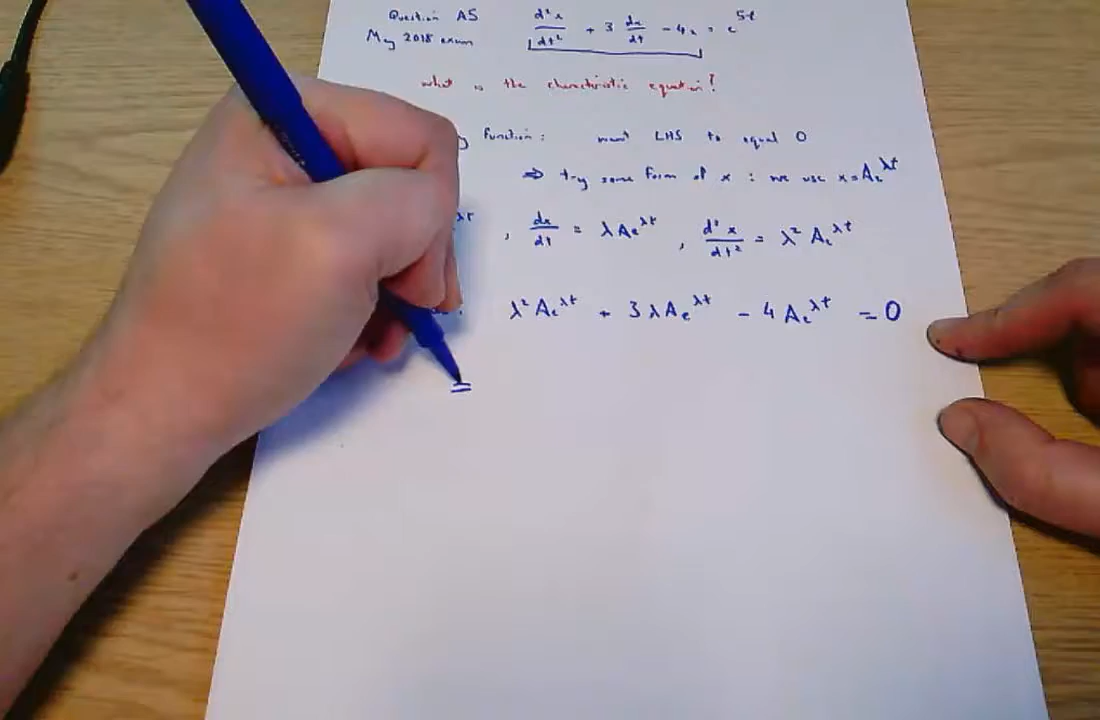 Question A5 d²x/dt² + 3 dx/dt - 4x = e^5t
May 2018 exam
what is the characteristic equation?
y function: want LHS to equal 0
⇒ try some form of x : we use x=Ae^λt
λt , dx/dt = λAe^λt , d²x/dt² = λ²Ae^λt
: λ²Ae^λt + 3λAe^λt - 4Ae^λt = 0
=